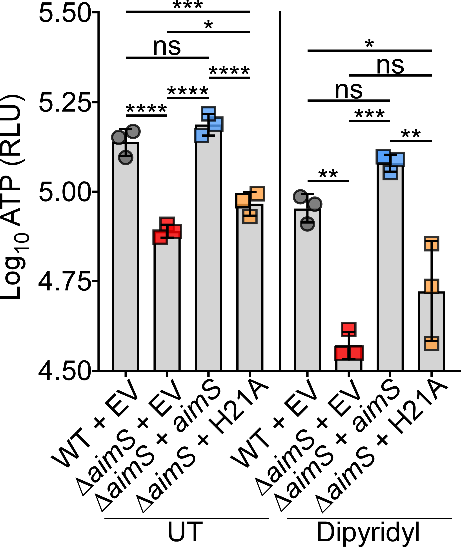 5.50
5.25
5.00
4.75
4.50
Log10 ATP (RLU)
***
*
ns
****
****
****
*
ns
ns
***
**
**
WT + EV
ΔaimS + EV
ΔaimS + aimS
ΔaimS + H21A
WT + EV
ΔaimS + EV
ΔaimS + aimS
ΔaimS + H21A
UT
Dipyridyl